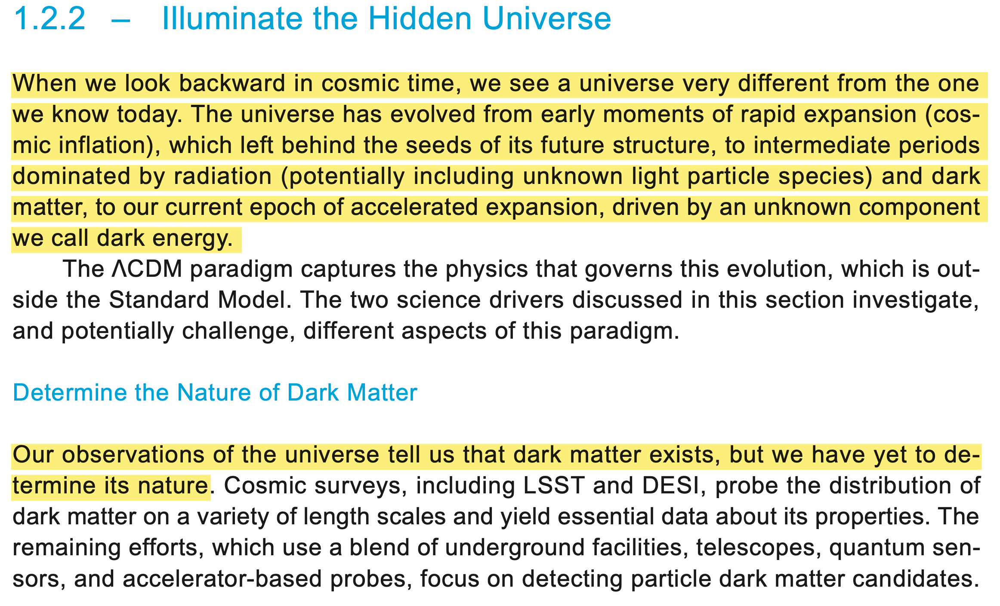 1.2.2 – Illuminate the Hidden Universe
When we look backward in cosmic time, we see a universe very different from the one
we know today. The universe has evolved from early moments of rapid expansion (cos-
mic inflation), which left behind the seeds of its future structure, to intermediate periods
dominated by radiation (potentially including unknown light particle species) and dark
matter, to our current epoch of accelerated expansion, driven by an unknown component
we call dark energy.
The ΛCDM paradigm captures the physics that governs this evolution, which is out-
side the Standard Model. The two science drivers discussed in this section investigate,
and potentially challenge, different aspects of this paradigm.
Determine the Nature of Dark Matter
Our observations of the universe tell us that dark matter exists, but we have yet to de-
termine its nature. Cosmic surveys, including LSST and DESI, probe the distribution of
dark matter on a variety of length scales and yield essential data about its properties. The
remaining efforts, which use a blend of underground facilities, telescopes, quantum sen-
sors, and accelerator-based probes, focus on detecting particle dark matter candidates.